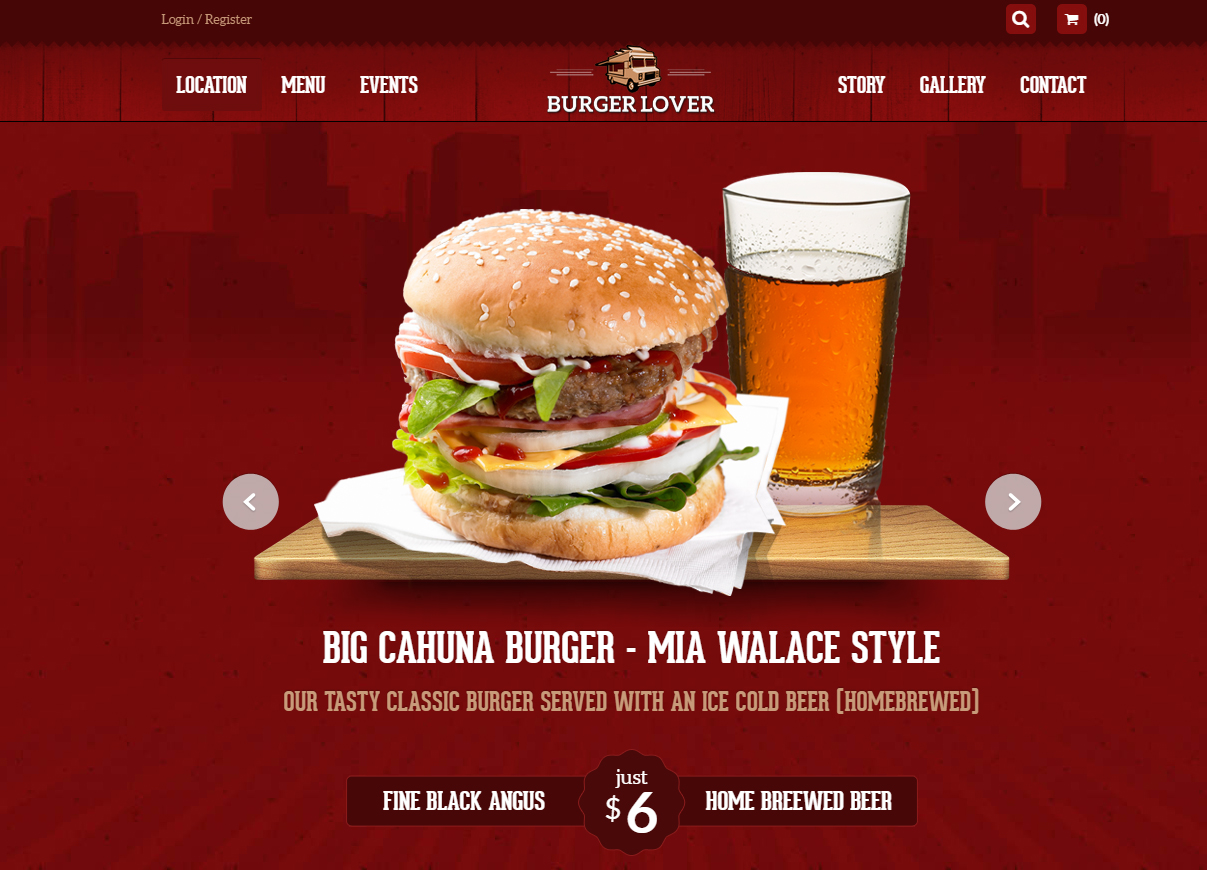 Login / Register
(0)
LOCATION MENU EVENTS
BURGER LOVER
STORY GALLERY CONTACT
BIG CAHUNA BURGER - MIA WALACE STYLE
OUR TASTY CLASSIC BURGER SERVED WITH AN ICE COLD BEER (HOMEBREWED)
FINE BLACK ANGUS
just
$6
HOME BREEWED BEER